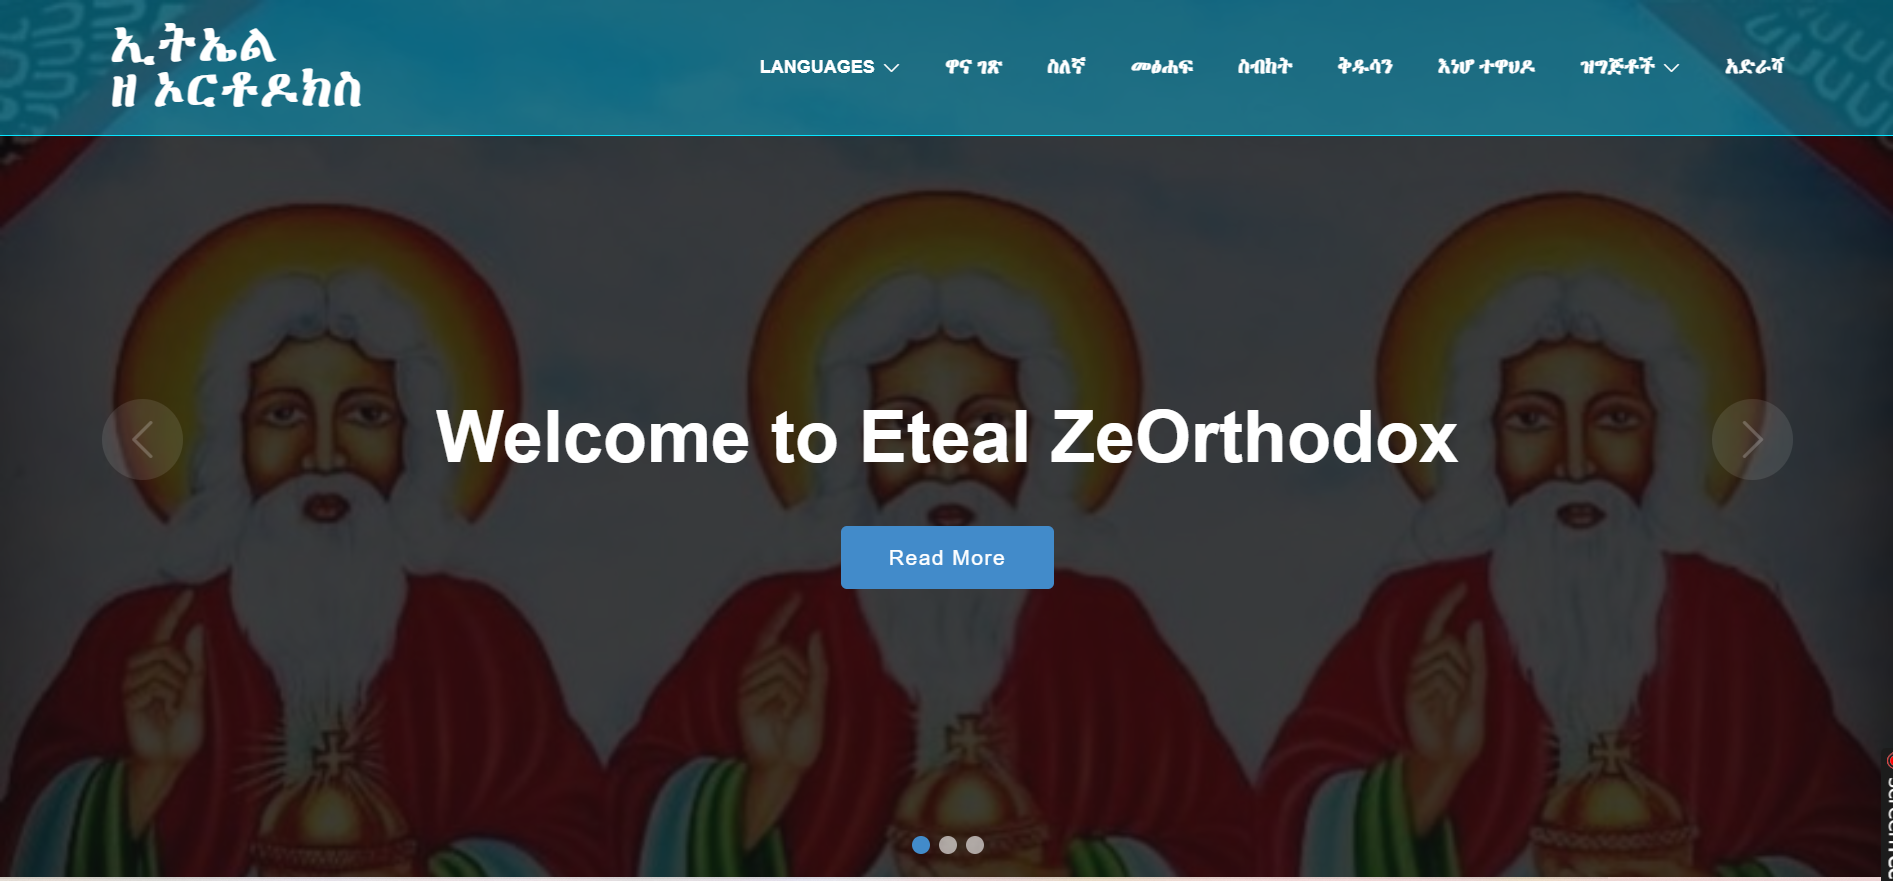 ኢትኤል
ዘ ኦርቶዶክስ
LANGUAGES
ዋና ገጽ
ስለኛ
መፅሐፍ
ስብከት
ቅዱሳን
እነሆ ተዋህዶ
ዝግጅቶች
አድራሻ
Welcome to Eteal ZeOrthodox
Read More